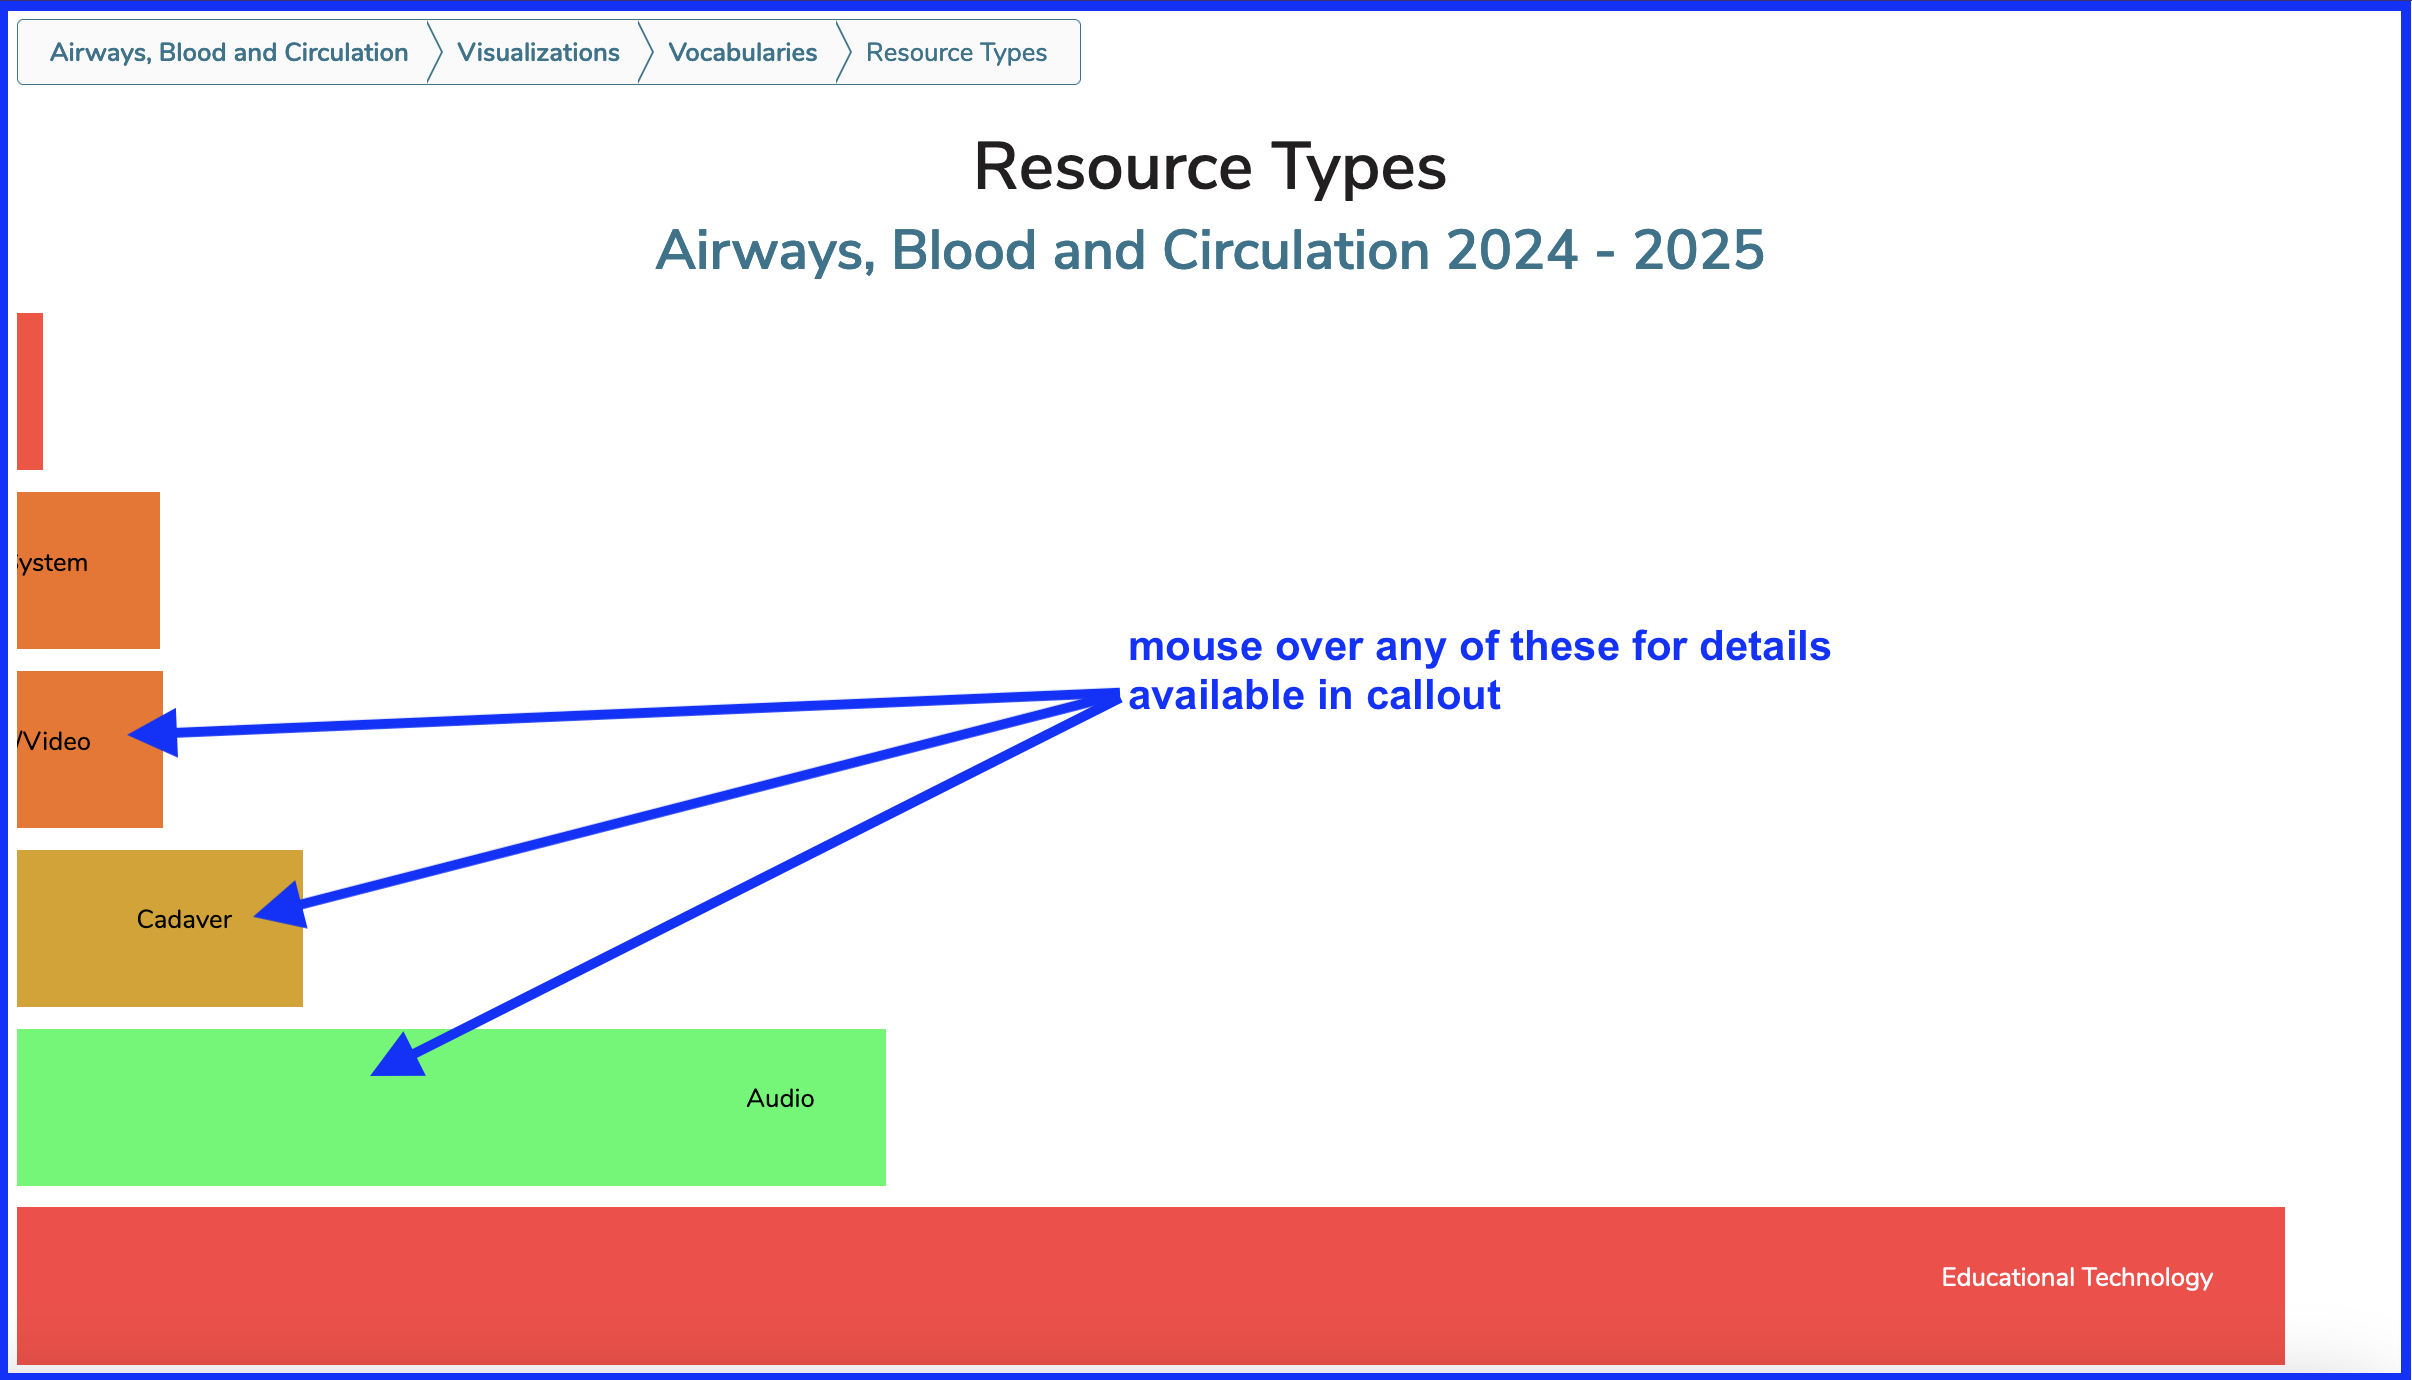 Airways, Blood and Circulation Visualizations Vocabularies Resource Types
Resource Types
Airways, Blood and Circulation 2024 - 2025
ystem
mouse over any of these for details
available in callout
/Video
Cadaver
Audio
Educational Technology